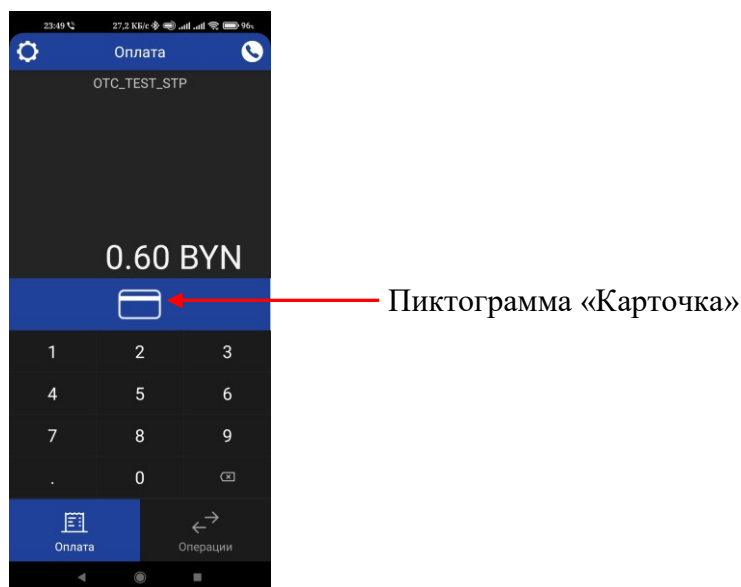 23:49 27,2 КБ/с 96%
Оплата
OTC_TEST_STP
0.60 BYN
Пиктограмма «Карточка»
1 2 3
4 5 6
7 8 9
. 0
Оплата Операции